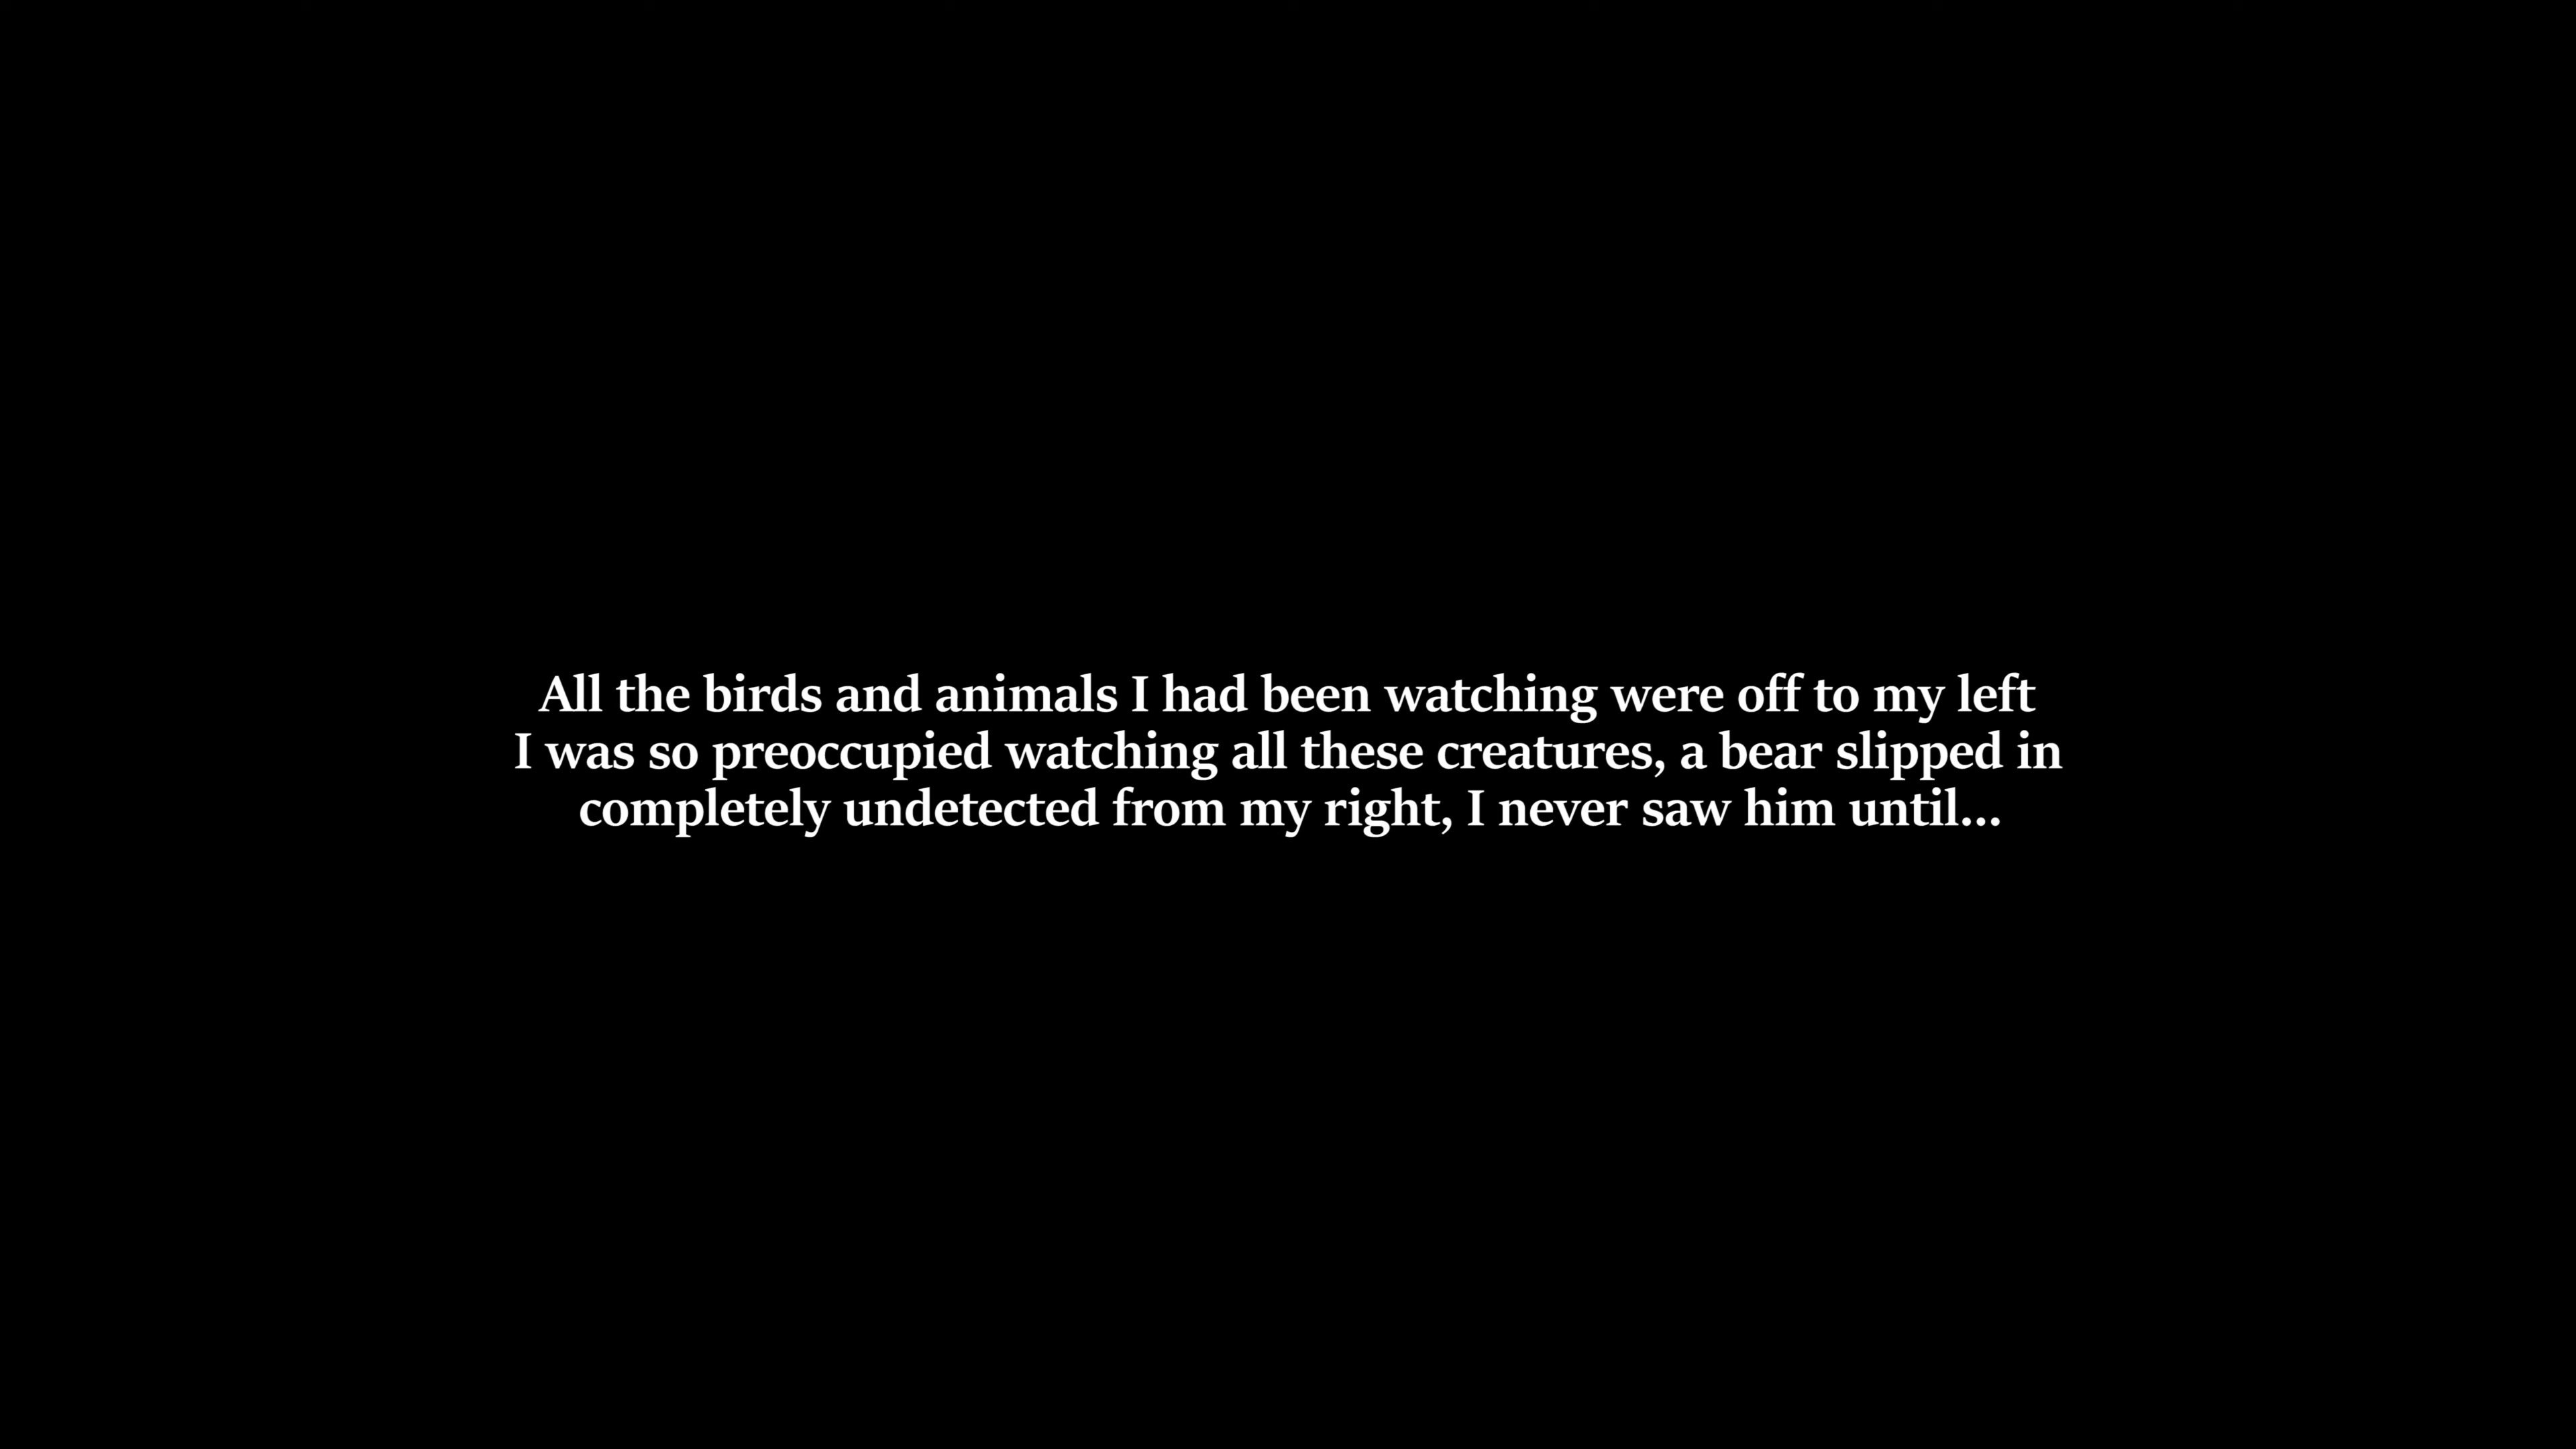 All the birds and animals I had been watching were off to my left
I was so preoccupied watching all these creatures, a bear slipped in
completely undetected from my right, I never saw him until...